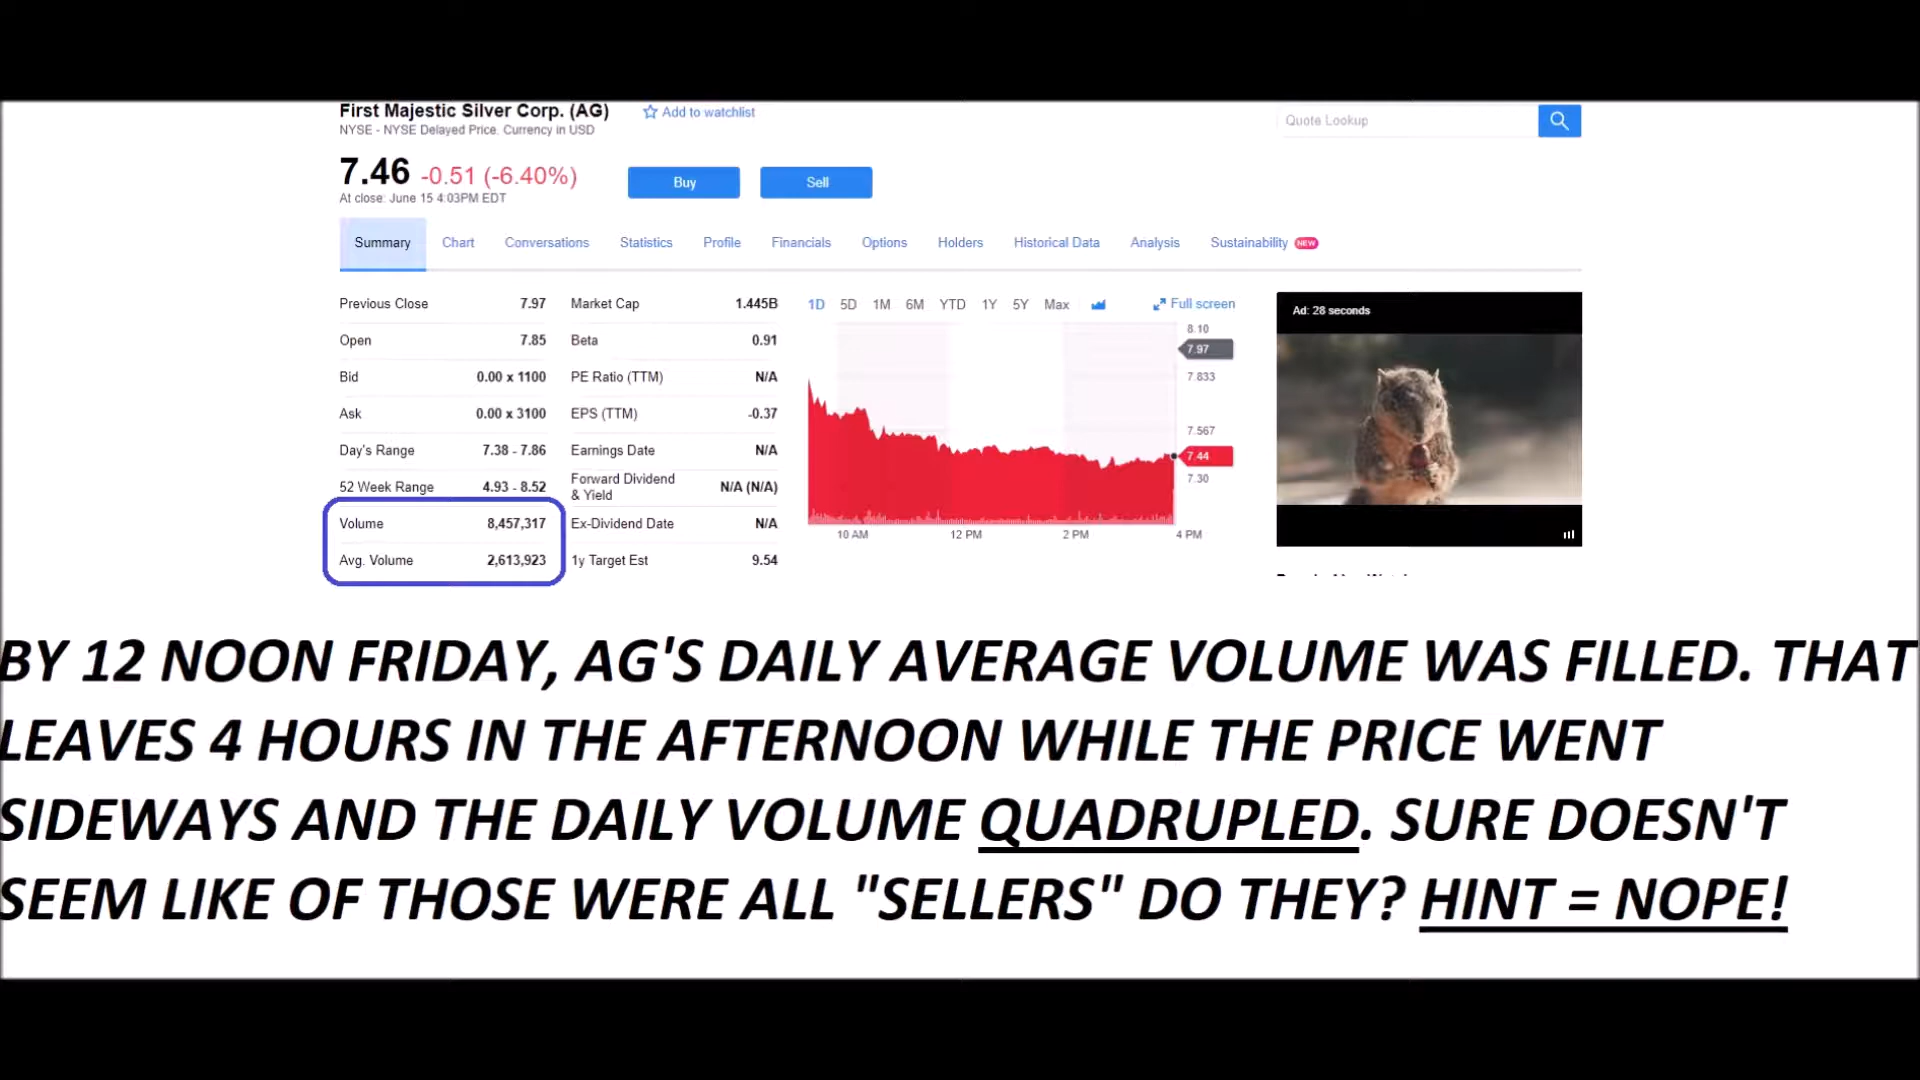 First Majestic Silver Corp. (AG)
Add to watchlist
NYSE - NYSE Delayed Price. Currency in USD
Quote Lookup
7.46 -0.51 (-6.40%)
At close: June 15 4:03PM EDT
Buy
Sell
Summary Chart Conversations Statistics Profile Financials Options Holders Historical Data Analysis Sustainability NEW
Previous Close 7.97
Open 7.85
Bid 0.00 x 1100
Ask 0.00 x 3100
Day's Range 7.38 - 7.86
52 Week Range 4.93 - 8.52
Volume 8,457,317
Avg. Volume 2,613,923
Market Cap 1.445B
Beta 0.91
PE Ratio (TTM) N/A
EPS (TTM) -0.37
Earnings Date N/A
Forward Dividend
& Yield N/A (N/A)
Ex-Dividend Date N/A
1y Target Est 9.54
1D 5D 1M 6M YTD 1Y 5Y Max
Full screen
8.10
7.97
7.833
7.567
7.44
7.30
10 AM 12 PM 2 PM 4 PM
Ad: 28 seconds
BY 12 NOON FRIDAY, AG'S DAILY AVERAGE VOLUME WAS FILLED. THAT
LEAVES 4 HOURS IN THE AFTERNOON WHILE THE PRICE WENT
SIDEWAYS AND THE DAILY VOLUME QUADRUPLED. SURE DOESN'T
SEEM LIKE OF THOSE WERE ALL "SELLERS" DO THEY? HINT = NOPE!